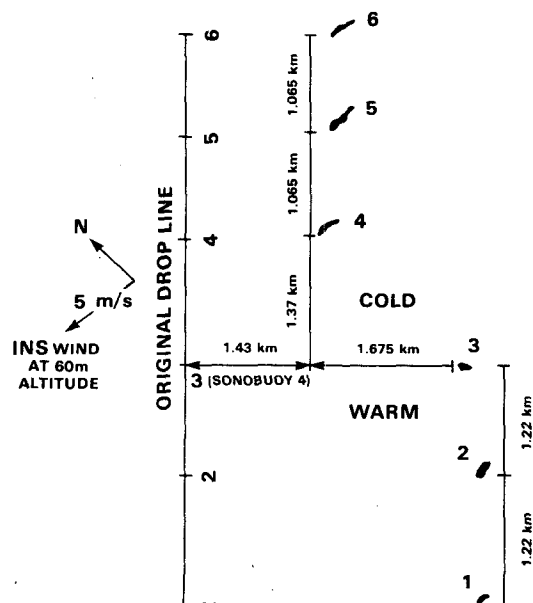 6
6
1.065 km
5
5
1.065 km
ORIGINAL DROP LINE
N
4
4
5 m/s
INS WIND
AT 60m
ALTITUDE
1.37 km
COLD
1.43 km
1.675 km
3
3 (SONOBUOY 4)
WARM
1.22 km
2
2
1.22 km
1